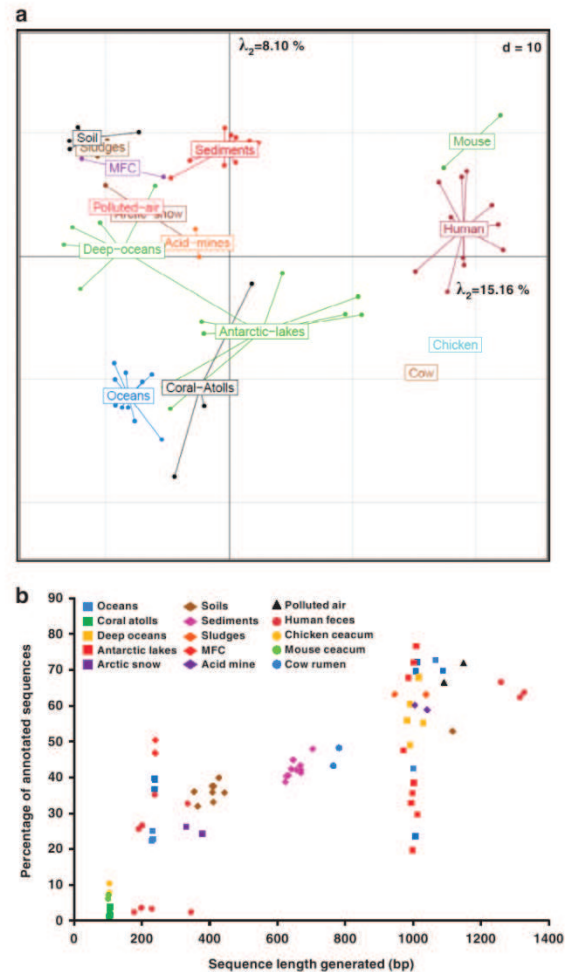 a
λ2=8.10 %
d = 10
Soil
Sludges
MFC
Sediments
Mouse
Polluted-air
Arctic-snow
Human
Deep-oceans
Acid-mines
λ2=15.16 %
Antarctic-lakes
Chicken
Cow
Coral-Atolls
Oceans
b
Percentage of annotated sequences
90
80
70
60
50
40
30
20
10
0
Oceans
Soils
Polluted air
Coral atolls
Sediments
Human feces
Deep oceans
Sludges
Chicken ceacum
Antarctic lakes
MFC
Mouse ceacum
Arctic snow
Acid mine
Cow rumen
0 200 400 600 800 1000 1200 1400
Sequence length generated (bp)